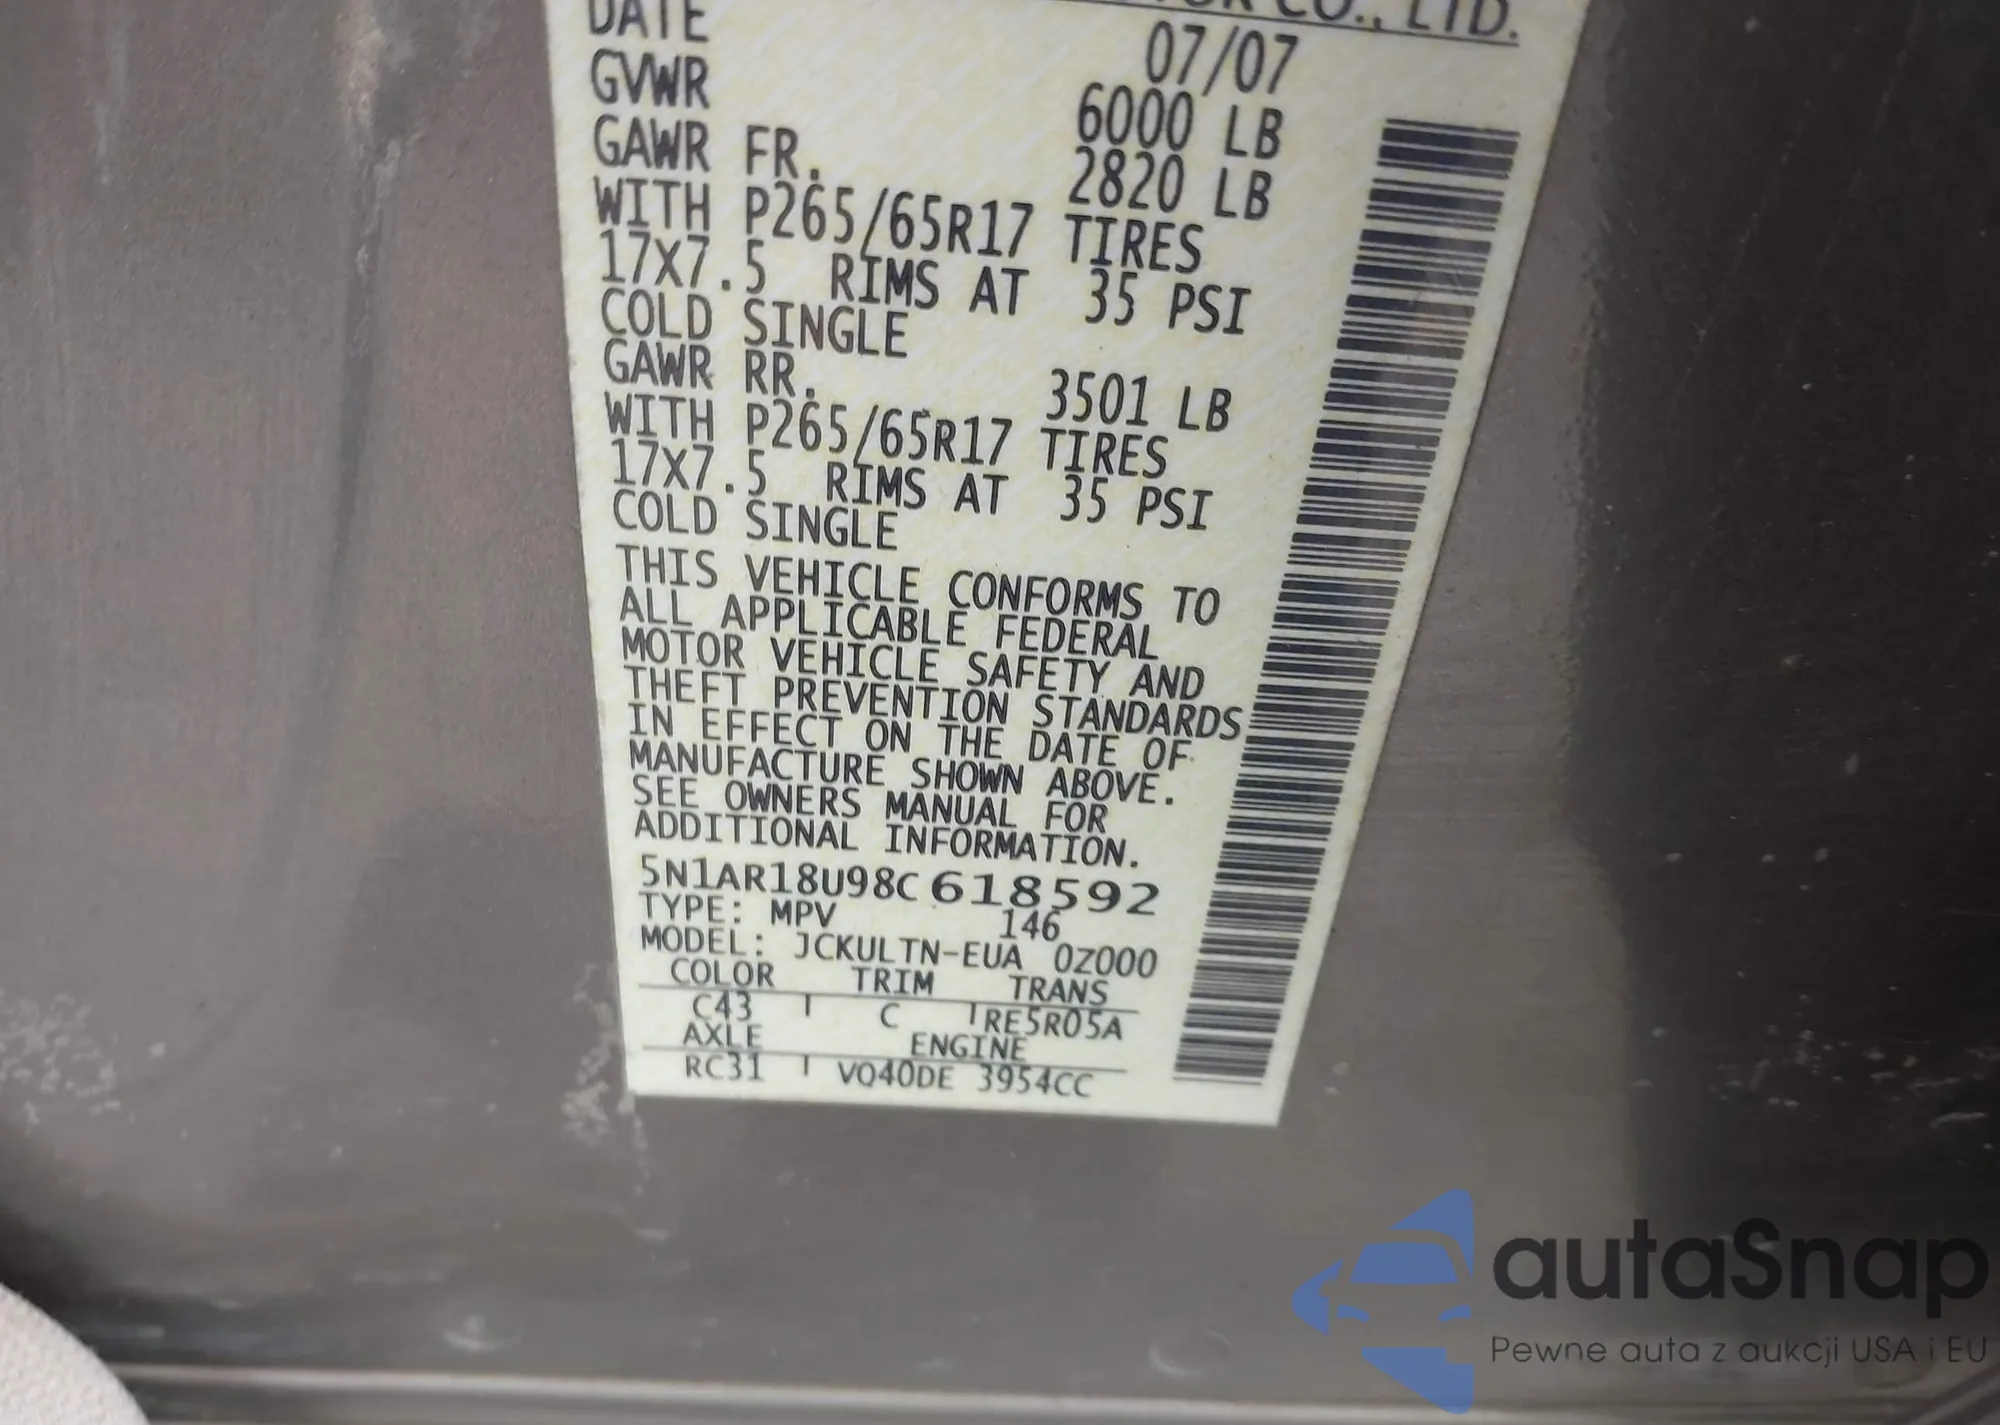 CO., LTD.
DATE 07/07
GVWR 6000 LB
GAWR FR. 2820 LB
WITH P265/65R17 TIRES
17X7.5 RIMS AT 35 PSI
COLD SINGLE
GAWR RR. 3501 LB
WITH P265/65R17 TIRES
17X7.5 RIMS AT 35 PSI
COLD SINGLE
THIS VEHICLE CONFORMS TO
ALL APPLICABLE FEDERAL
MOTOR VEHICLE SAFETY AND
THEFT PREVENTION STANDARDS
IN EFFECT ON THE DATE OF
MANUFACTURE SHOWN ABOVE.
SEE OWNERS MANUAL FOR
ADDITIONAL INFORMATION.
5N1AR18U98C618592
TYPE: MPV 146
MODEL: JCKULTN-EUA 0Z000
COLOR TRIM TRANS
C43 C RE5R05A
AXLE ENGINE
RC31 VQ40DE 3954CC
autaSnap
Pewne auta z aukcji USA i EU